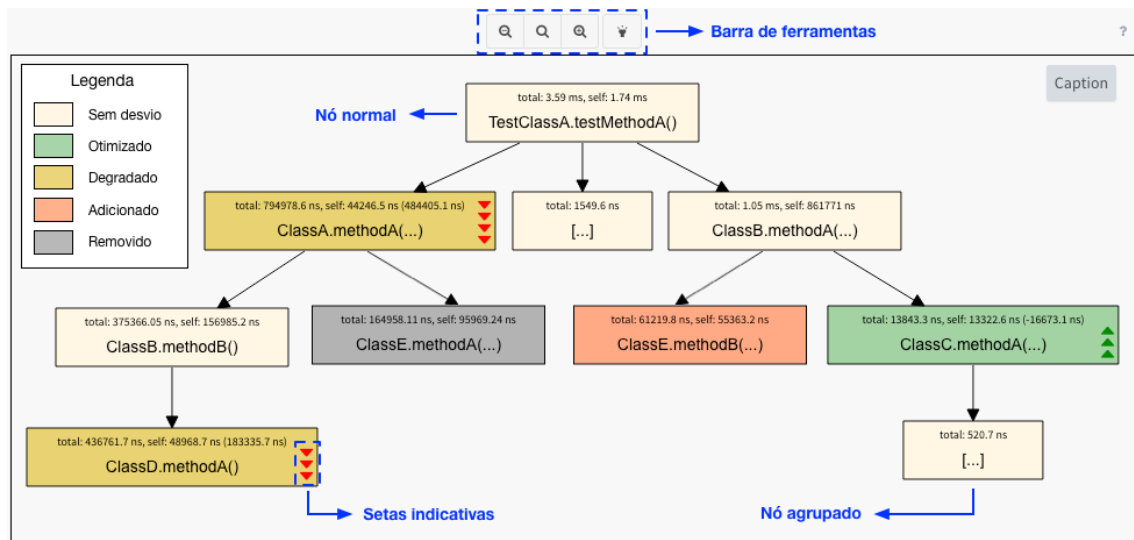 Barra de ferramentas
?
Legenda
Sem desvio
Otimizado
Degradado
Adicionado
Removido
Caption
Nó normal
total: 3.59 ms, self: 1.74 ms
TestClassA.testMethodA()
total: 794978.6 ns, self: 44246.5 ns (484405.1 ns)
ClassA.methodA(...)
total: 1549.6 ns
[...]
total: 1.05 ms, self: 861771 ns
ClassB.methodA(...)
total: 375366.05 ns, self: 156985.2 ns
ClassB.methodB()
total: 164958.11 ns, self: 95969.24 ns
ClassE.methodA(...)
total: 61219.8 ns, self: 55363.2 ns
ClassE.methodB(...)
total: 13843.3 ns, self: 13322.6 ns (-16673.1 ns)
ClassC.methodA(...)
total: 436761.7 ns, self: 48968.7 ns (183335.7 ns)
ClassD.methodA()
total: 520.7 ns
[...]
Setas indicativas
Nó agrupado